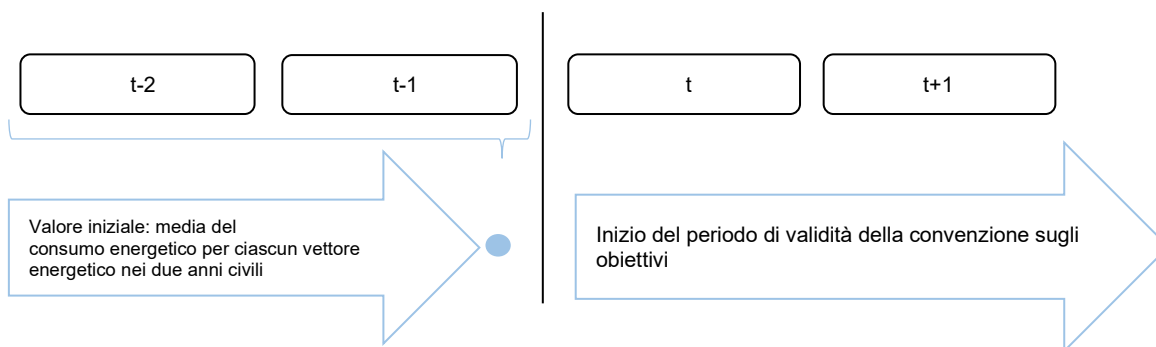 t-2
t-1
t
t+1
Valore iniziale: media del
consumo energetico per ciascun vettore
energetico nei due anni civili
Inizio del periodo di validità della convenzione sugli
obiettivi